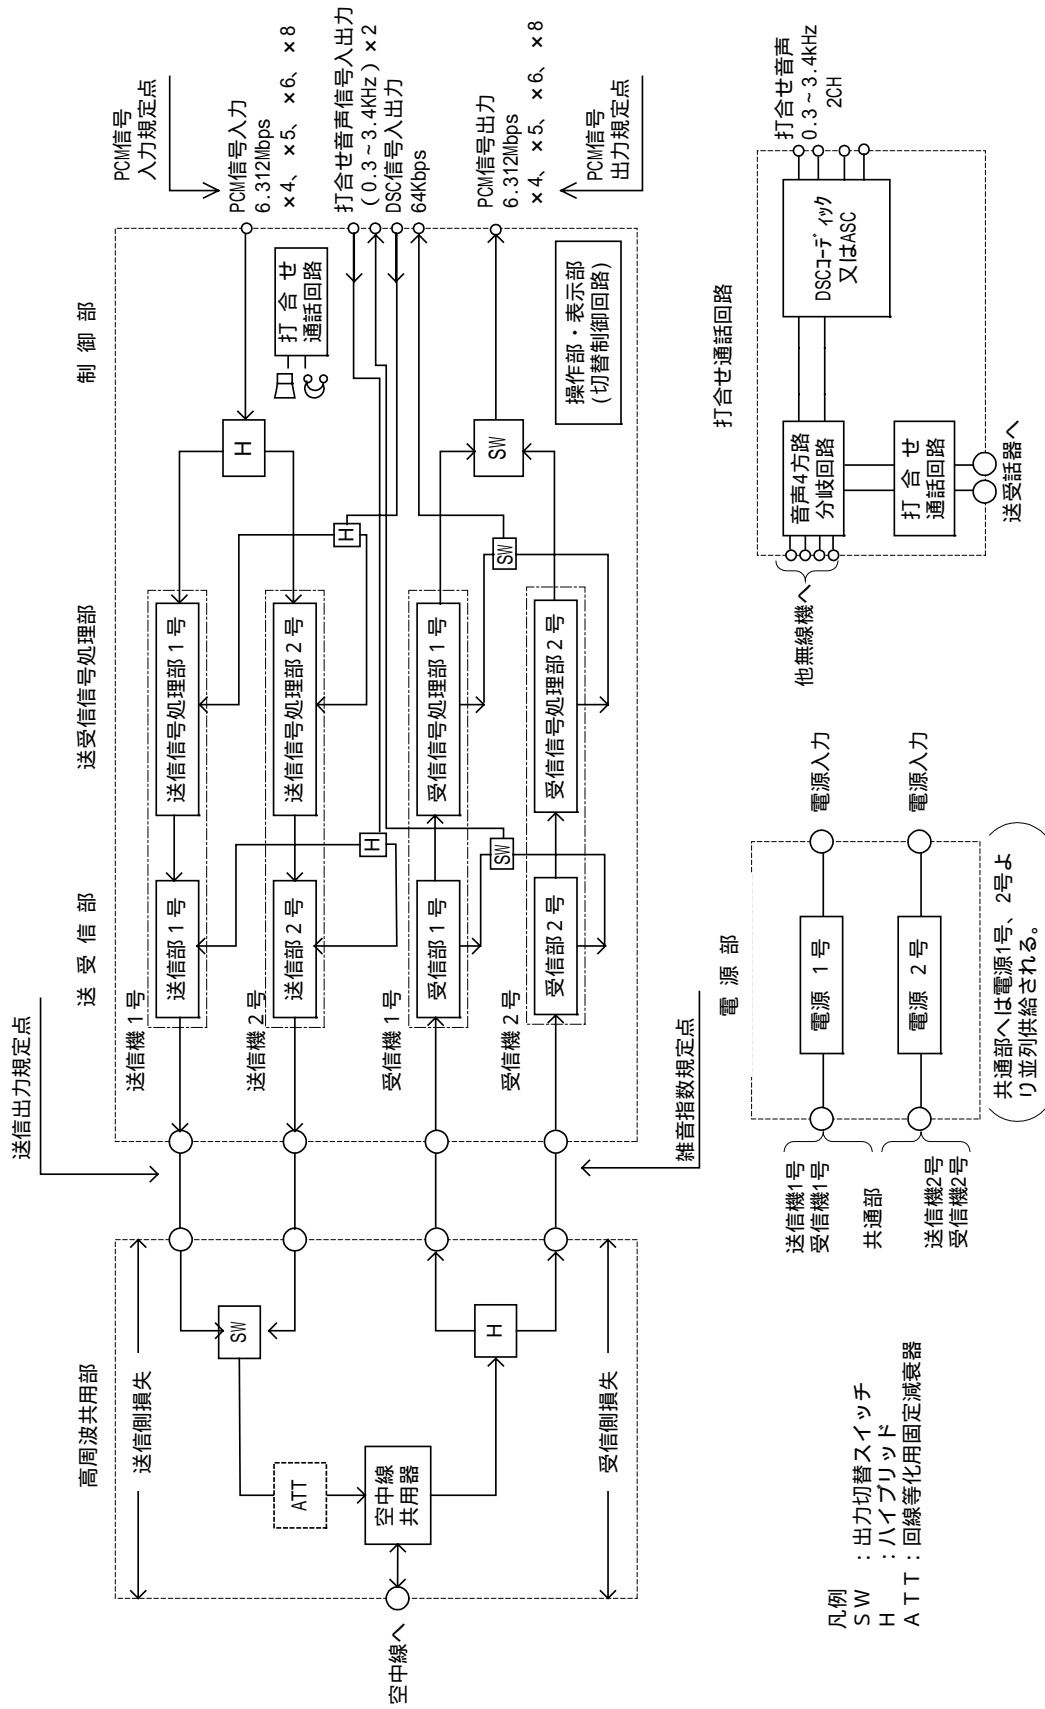 高周波共用部
送信側損失
SW
ATT
空中線
共用器
H
受信側損失
空中線へ
送信出力規定点
雑音指数規定点
送 受 信 部
送受信信号処理部
制 御 部
送信機 1 号
送信部 1 号
送信信号処理部 1 号
送信機 2 号
送信部 2 号
送信信号処理部 2 号
受信機 1 号
受信部 1 号
受信信号処理部 1 号
受信機 2 号
受信部 2 号
受信信号処理部 2 号
H
SW
H
SW
H
SW
打 合 せ
通話回路
操作部・表示部
(切替制御回路)
PCM信号
入力規定点
PCM信号入力
6.312Mbps
×4、×5、×6、×8
打合せ音声信号入出力
(0.3~3.4KHz)×2
DSC信号入出力
64Kbps
PCM信号出力
6.312Mbps
×4、×5、×6、×8
PCM信号
出力規定点
凡例
SW :出力切替スイッチ
H :ハイブリッド
ATT:回線等化用固定減衰器
電 源 部
送信機1号
受信機1号
共通部
送信機2号
受信機2号
電源 1 号
電源 2 号
電源入力
電源入力
共通部へは電源1号、2号よ
り並列供給される。
打合せ通話回路
他無線機へ
音声4方路
分岐回路
打 合 せ
通話回路
送受話器へ
DSCコーディック
又はASC
打合せ音声
0.3~3.4kHz
2CH